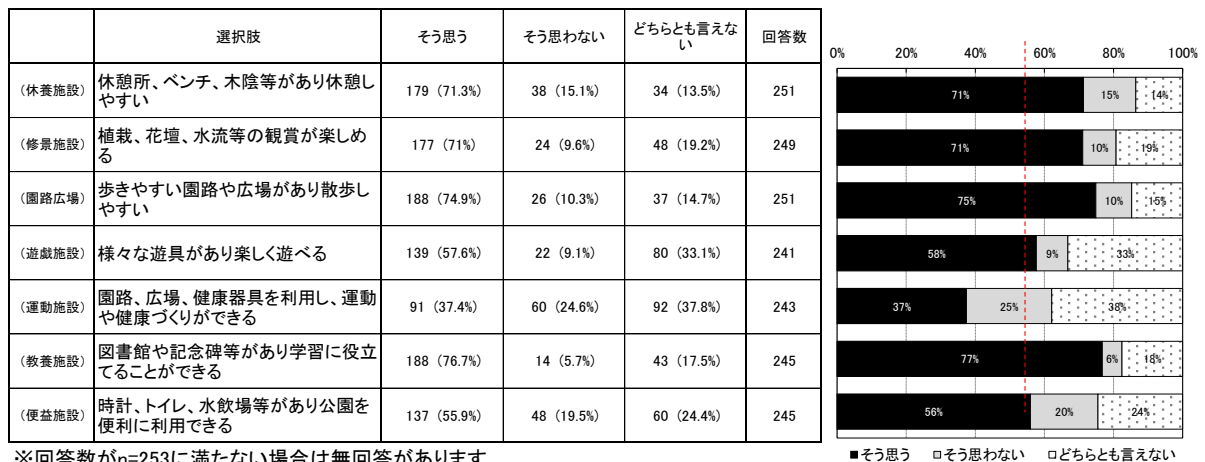 選択肢 そう思う そう思わない どちらとも言えな
い 回答数
（休養施設） 休憩所、ベンチ、木陰等があり休憩し
やすい 179（71.3%） 38（15.1%） 34（13.5%） 251
（修景施設） 植栽、花壇、水流等の観賞が楽しめ
る 177（71%） 24（9.6%） 48（19.2%） 249
（園路広場） 歩きやすい園路や広場があり散歩し
やすい 188（74.9%） 26（10.3%） 37（14.7%） 251
（遊戯施設） 様々な遊具があり楽しく遊べる 139（57.6%） 22（9.1%） 80（33.1%） 241
（運動施設） 園路、広場、健康器具を利用し、運動
や健康づくりができる 91（37.4%） 60（24.6%） 92（37.8%） 243
（教養施設） 図書館や記念碑等があり学習に役立
てることができる 188（76.7%） 14（5.7%） 43（17.5%） 245
（便益施設） 時計、トイレ、水飲場等があり公園を
便利に利用できる 137（55.9%） 48（19.5%） 60（24.4%） 245
※回答数がn=253に満たない場合は無回答があります
0% 20% 40% 60% 80% 100%
71% 15% 14%
71% 10% 19%
75% 10% 15%
58% 9% 33%
37% 25% 38%
77% 6% 18%
56% 20% 24%
■そう思う □そう思わない □どちらとも言えない